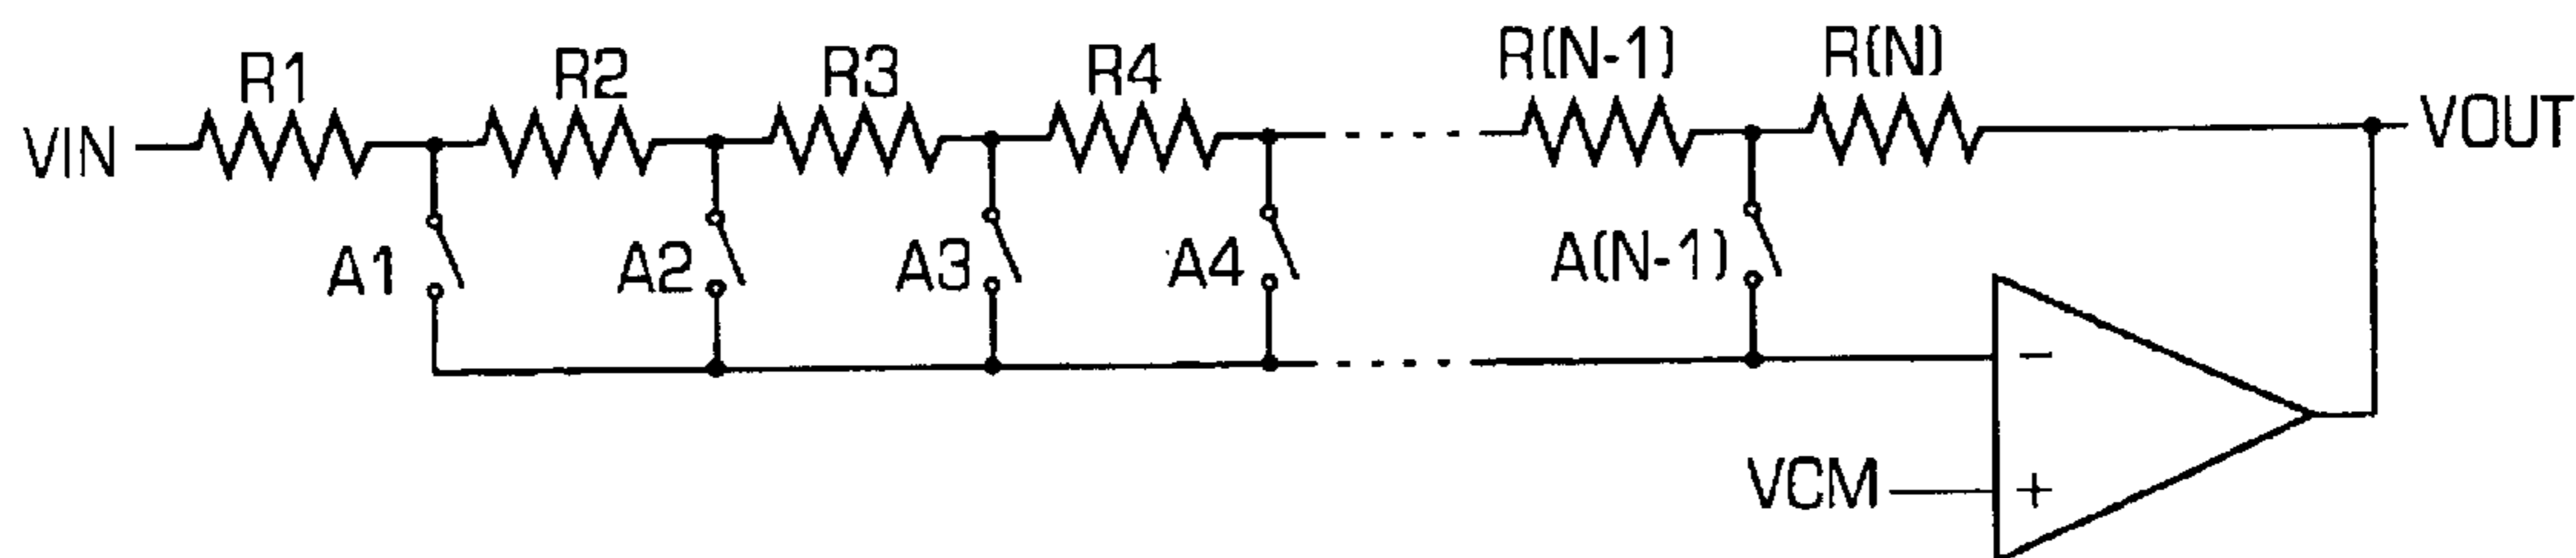 R1 R2 R3 R4 R(N-1) R(N)
VIN VOUT
A1 A2 A3 A4 A(N-1)
−
VCM +